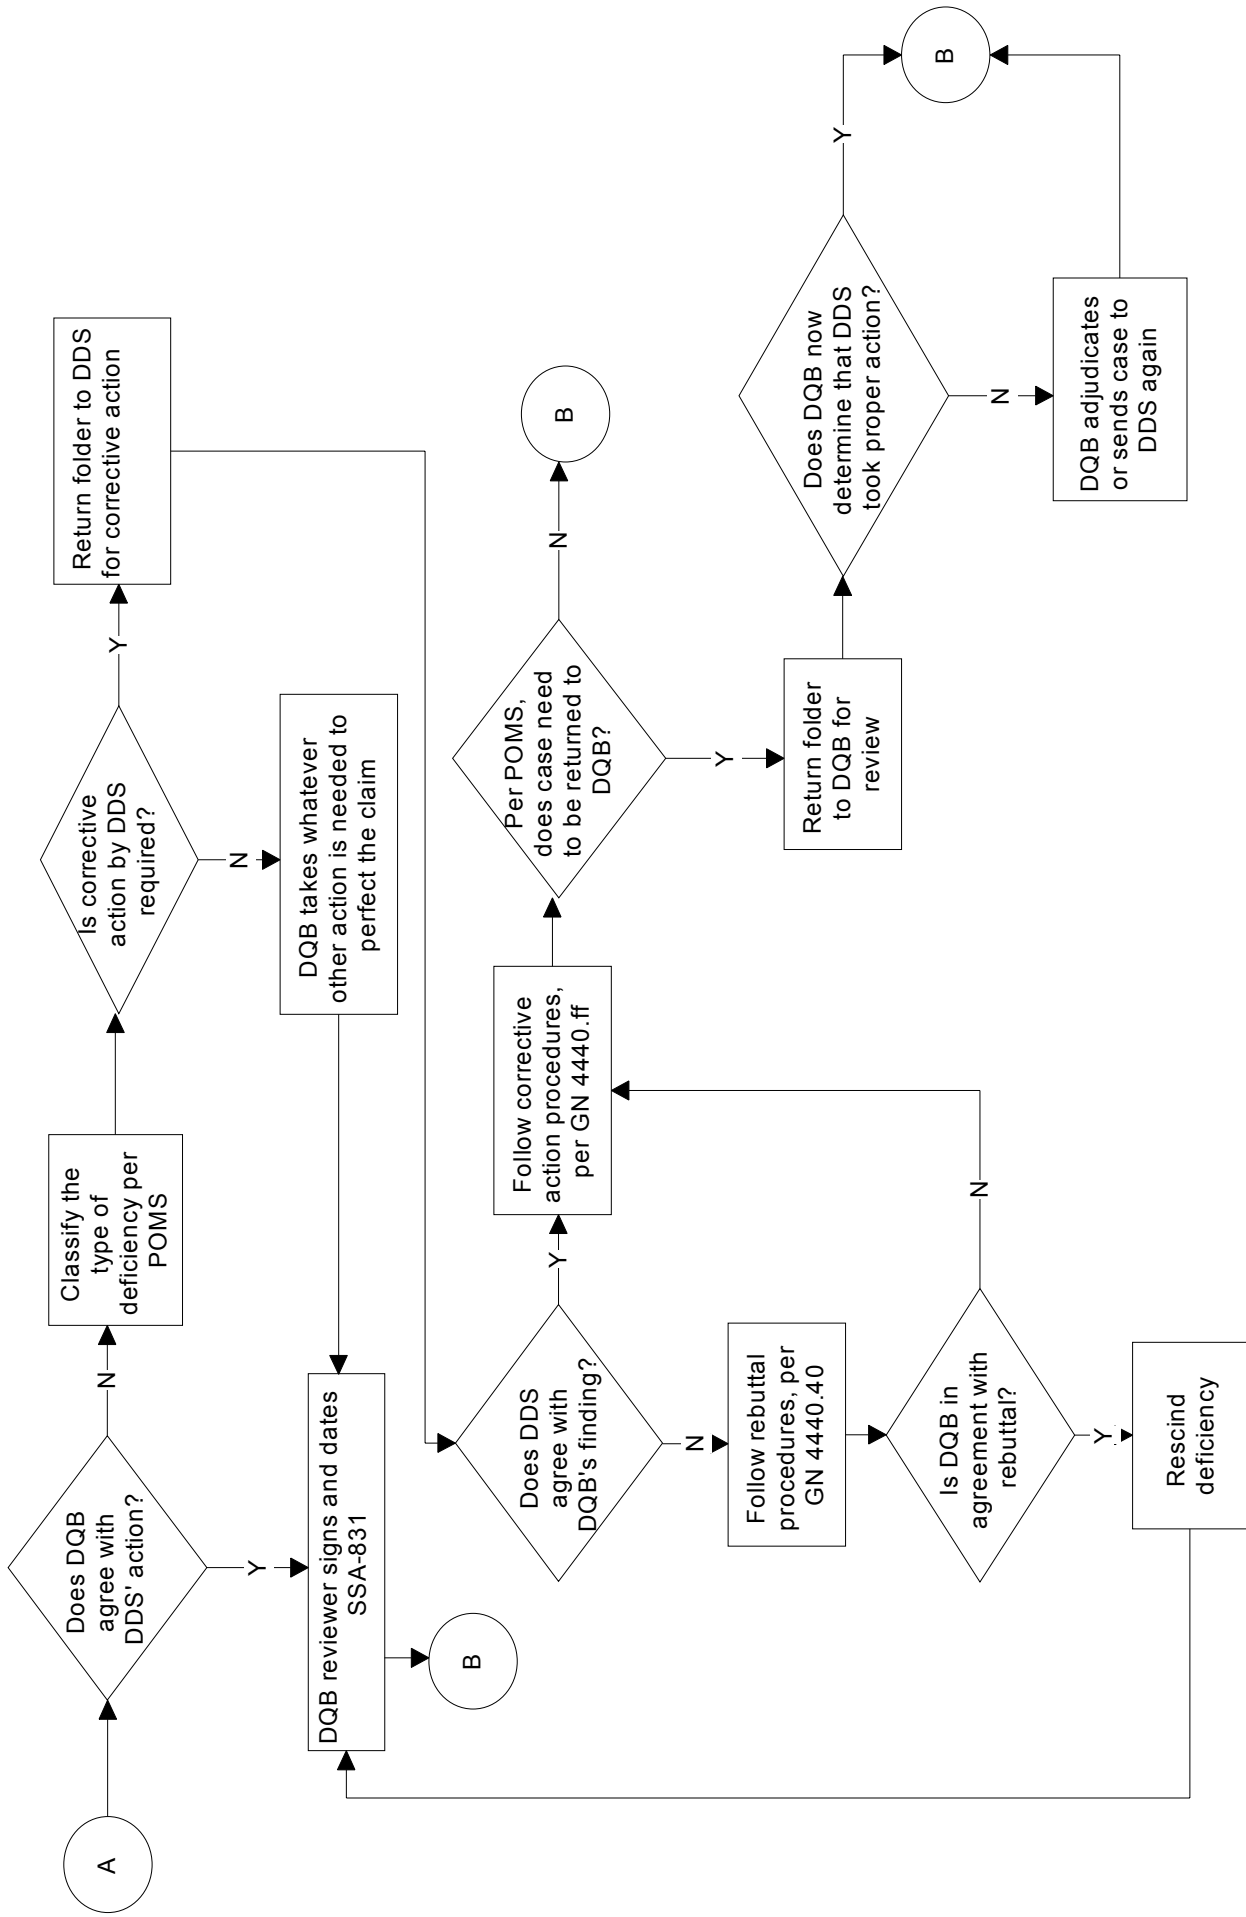 A
Does DQB
agree with
DDS' action?
N
Classify the
type of
deficiency per
POMS
Is corrective
action by DDS
required?
Y
Return folder to DDS
for corrective action
Y
N
DQB takes whatever
other action is needed to
perfect the claim
DQB reviewer signs and dates
SSA-831
B
Does DDS
agree with
DQB's finding?
Y
Follow corrective
action procedures,
per GN 4440.ff
Per POMS,
does case need
to be returned to
DQB?
N
B
N
Follow rebuttal
procedures, per
GN 4440.40
Y
Return folder
to DQB for
review
Does DQB now
determine that DDS
took proper action?
Y
B
N
DQB adjudicates
or sends case to
DDS again
Is DQB in
agreement with
rebuttal?
N
Y
Rescind
deficiency